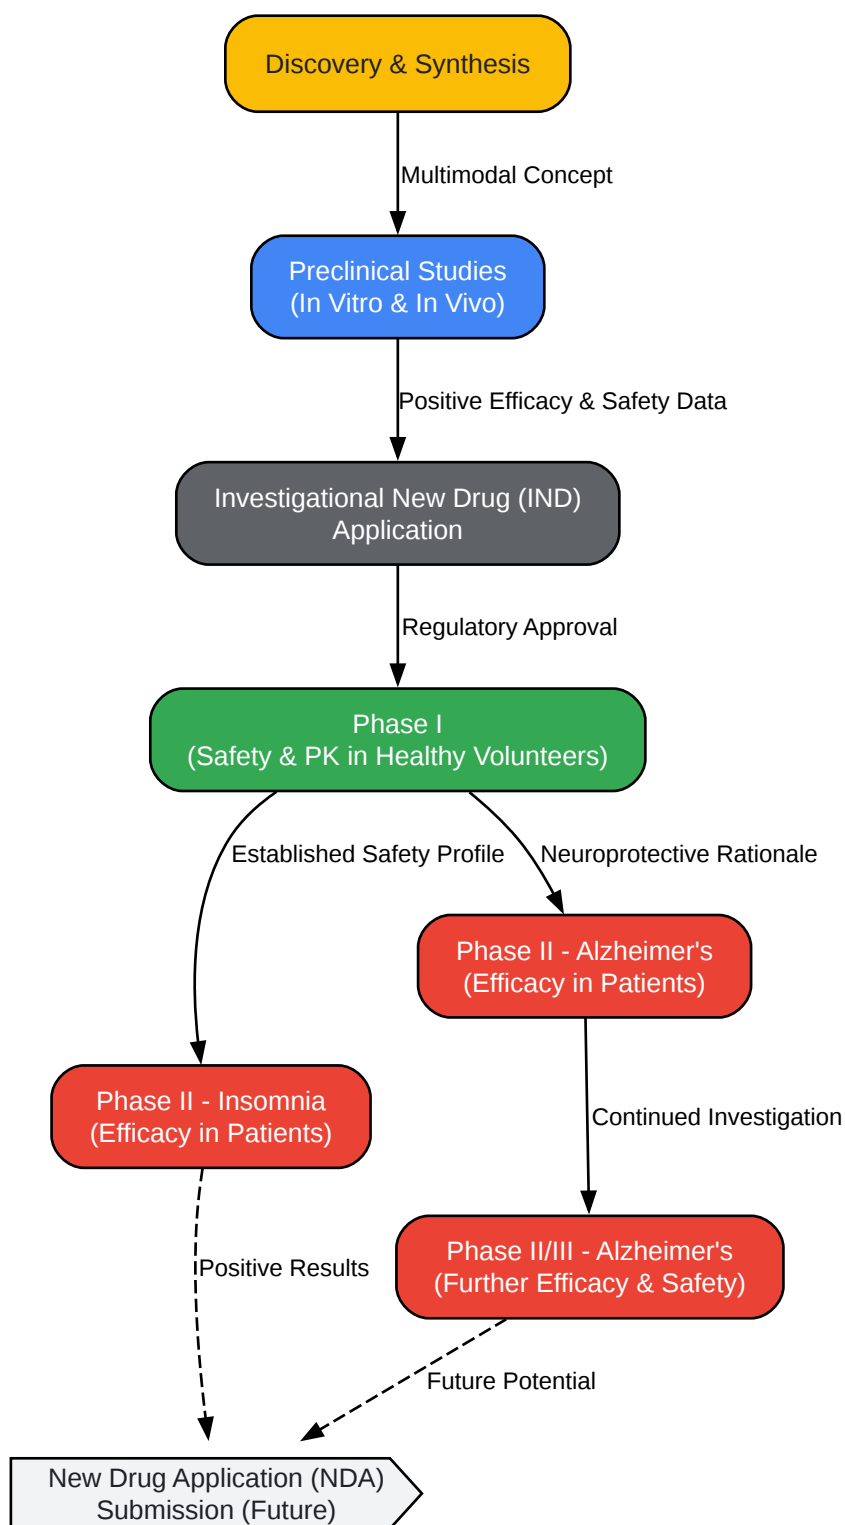 Discovery & Synthesis
Multimodal Concept
Preclinical Studies
(In Vitro & In Vivo)
Positive Efficacy & Safety Data
Investigational New Drug (IND)
Application
Regulatory Approval
Phase I
(Safety & PK in Healthy Volunteers)
Established Safety Profile
Neuroprotective Rationale
Phase II - Alzheimer's
(Efficacy in Patients)
Phase II - Insomnia
(Efficacy in Patients)
Continued Investigation
Phase II/III - Alzheimer's
(Further Efficacy & Safety)
Positive Results
Future Potential
New Drug Application (NDA)
Submission (Future)